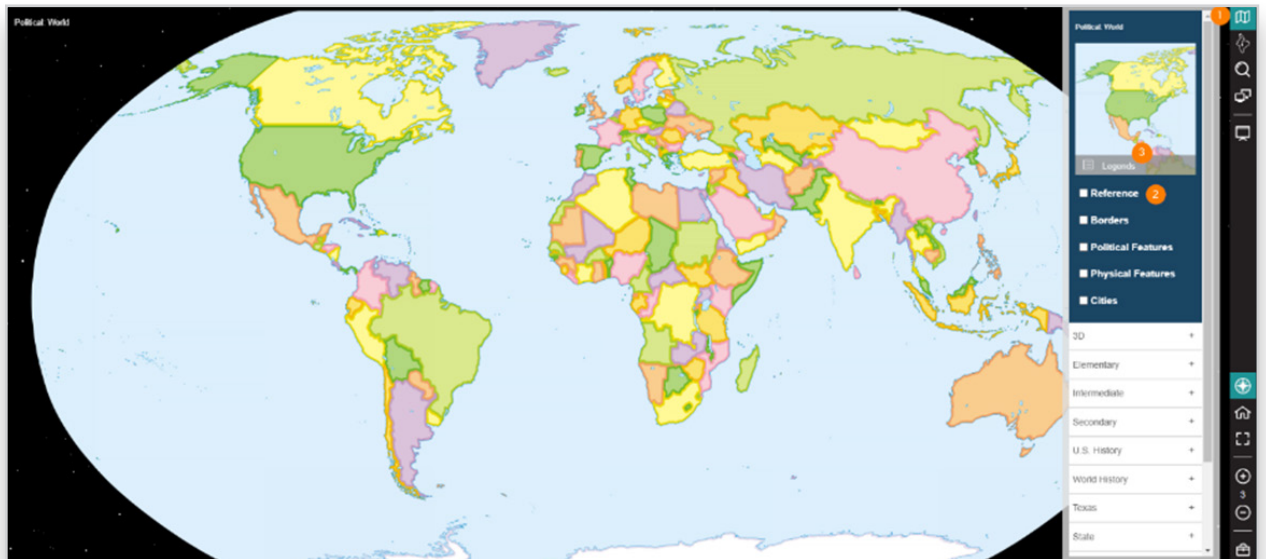 Political: World
1
Political: World
3
Legends
Reference 2
Borders
Political Features
Physical Features
Cities
3D +
Elementary +
Intermediate +
Secondary +
U.S. History +
World History +
Texas +
State +
3